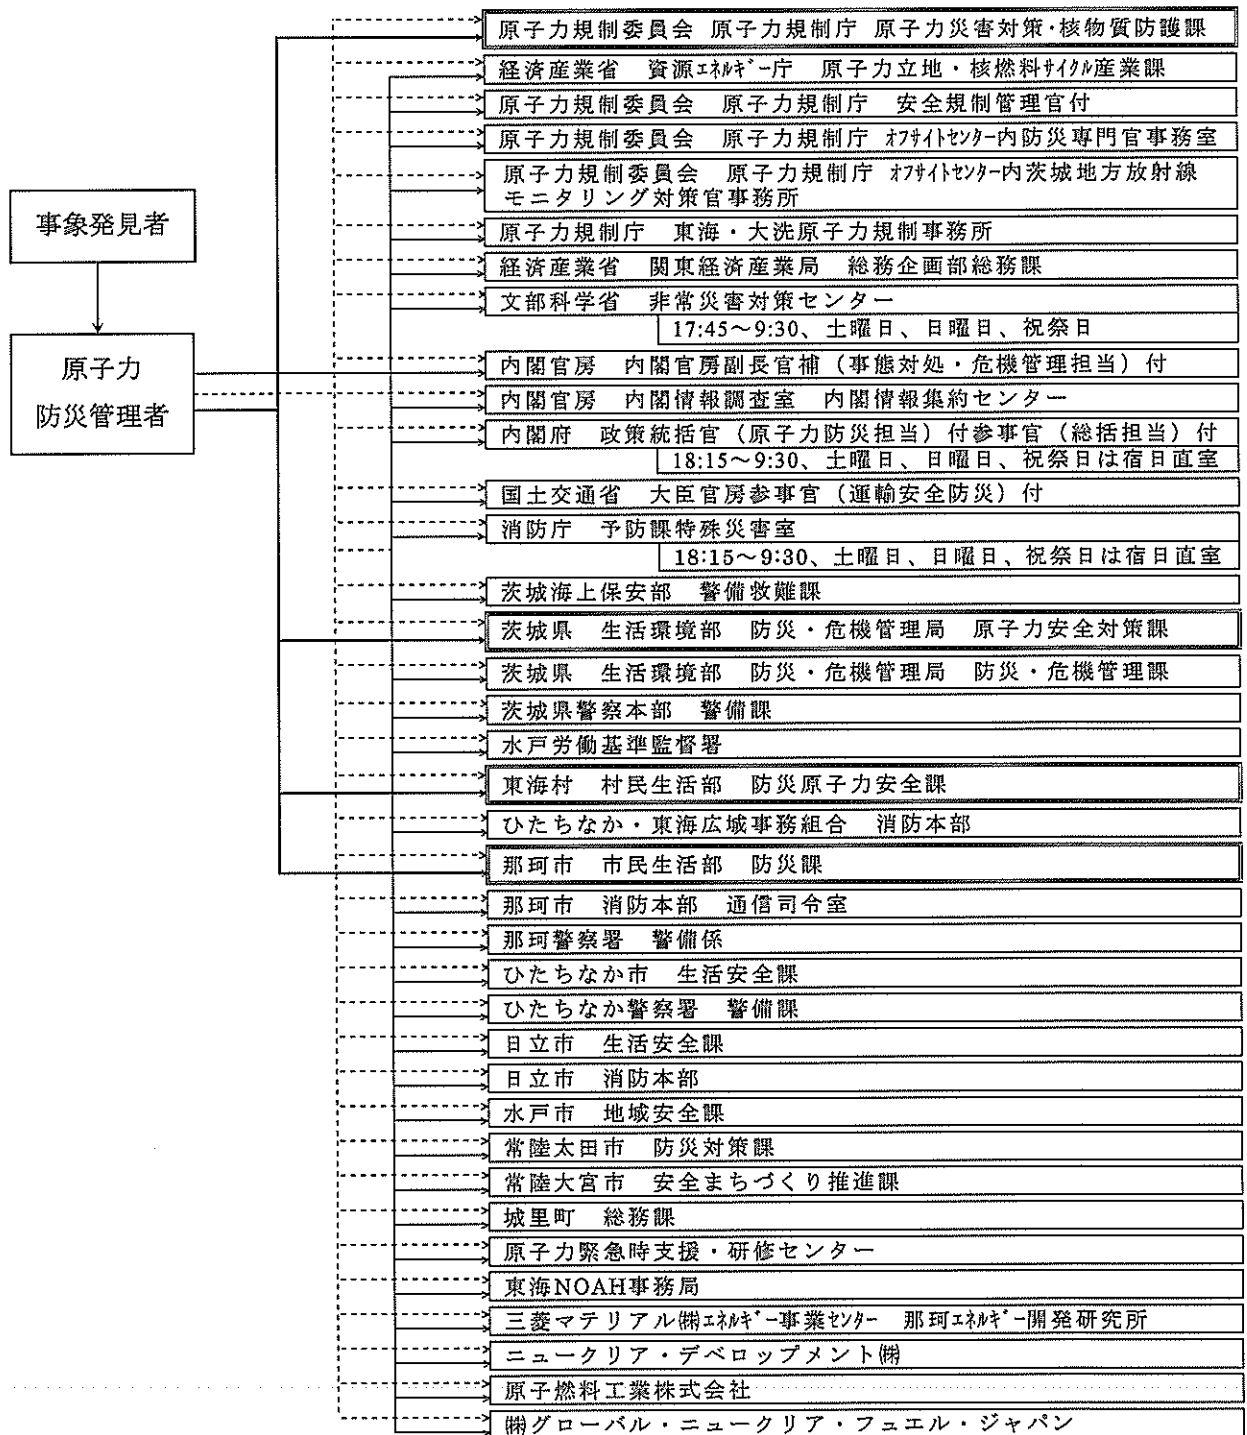 原子力規制委員会 原子力規制庁 原子力災害対策・核物質防護課
経済産業省 資源エネルギー庁 原子力立地・核燃料サイクル産業課
原子力規制委員会 原子力規制庁 安全規制管理官付
原子力規制委員会 原子力規制庁 オフサイトセンター内防災専門官事務室
原子力規制委員会 原子力規制庁 オフサイトセンター内茨城地方放射線
モニタリング対策官事務所
事象発見者
原子力規制庁 東海・大洗原子力規制事務所
経済産業省 関東経済産業局 総務企画部総務課
文部科学省 非常災害対策センター
17:45～9:30、土曜日、日曜日、祝祭日
原子力
防災管理者
内閣官房 内閣官房副長官補（事態対処・危機管理担当）付
内閣官房 内閣情報調査室 内閣情報集約センター
内閣府 政策統括官（原子力防災担当）付参事官（総括担当）付
18:15～9:30、土曜日、日曜日、祝祭日は宿日直室
国土交通省 大臣官房参事官（運輸安全防災）付
消防庁 予防課特殊災害室
18:15～9:30、土曜日、日曜日、祝祭日は宿日直室
茨城海上保安部 警備救難課
茨城県 生活環境部 防災・危機管理局 原子力安全対策課
茨城県 生活環境部 防災・危機管理局 防災・危機管理課
茨城県警察本部 警備課
水戸労働基準監督署
東海村 村民生活部 防災原子力安全課
ひたちなか・東海広域事務組合 消防本部
那珂市 市民生活部 防災課
那珂市 消防本部 通信司令室
那珂警察署 警備係
ひたちなか市 生活安全課
ひたちなか警察署 警備課
日立市 生活安全課
日立市 消防本部
水戸市 地域安全課
常陸太田市 防災対策課
常陸大宮市 安全まちづくり推進課
城里町 総務課
原子力緊急時支援・研修センター
東海NOAH事務局
三菱マテリアル㈱エネルギー事業センター 那珂エネルギー開発研究所
ニュークリア・デベロップメント㈱
原子燃料工業株式会社
㈱グローバル・ニュークリア・フュエル・ジャパン